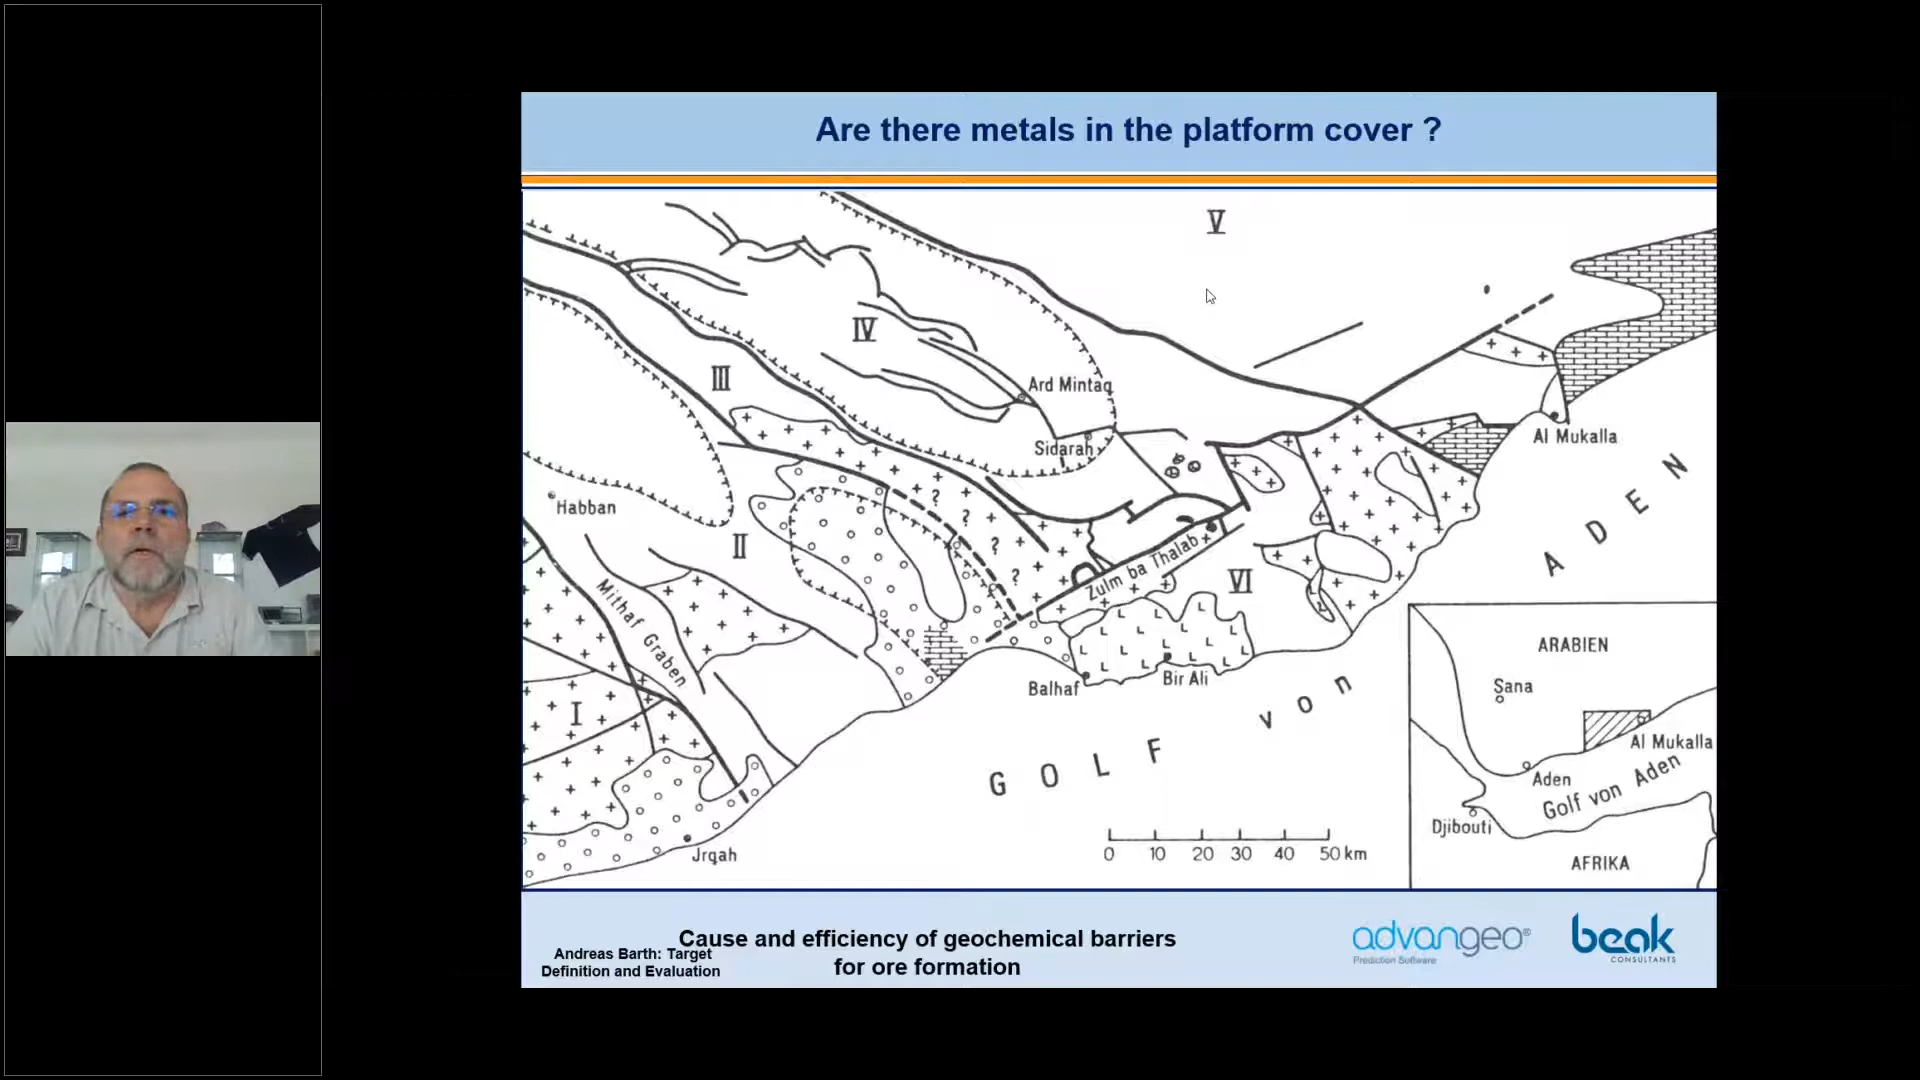 Are there metals in the platform cover ?
V
IV
III
Ard Mintaq
Sidarah
Al Mukalla
Habban
II
Mithaf Graben
Zulm ba Thalab
VI
I
Balhaf
Bir Ali
GOLF von ADEN
Jrqah
0 10 20 30 40 50 km
ARABIEN
Sana
Al Mukalla
Aden
Golf von Aden
Djibouti
AFRIKA
Cause and efficiency of geochemical barriers
for ore formation
Andreas Barth: Target
Definition and Evaluation
advangeo®
Prediction Software
beak
CONSULTANTS